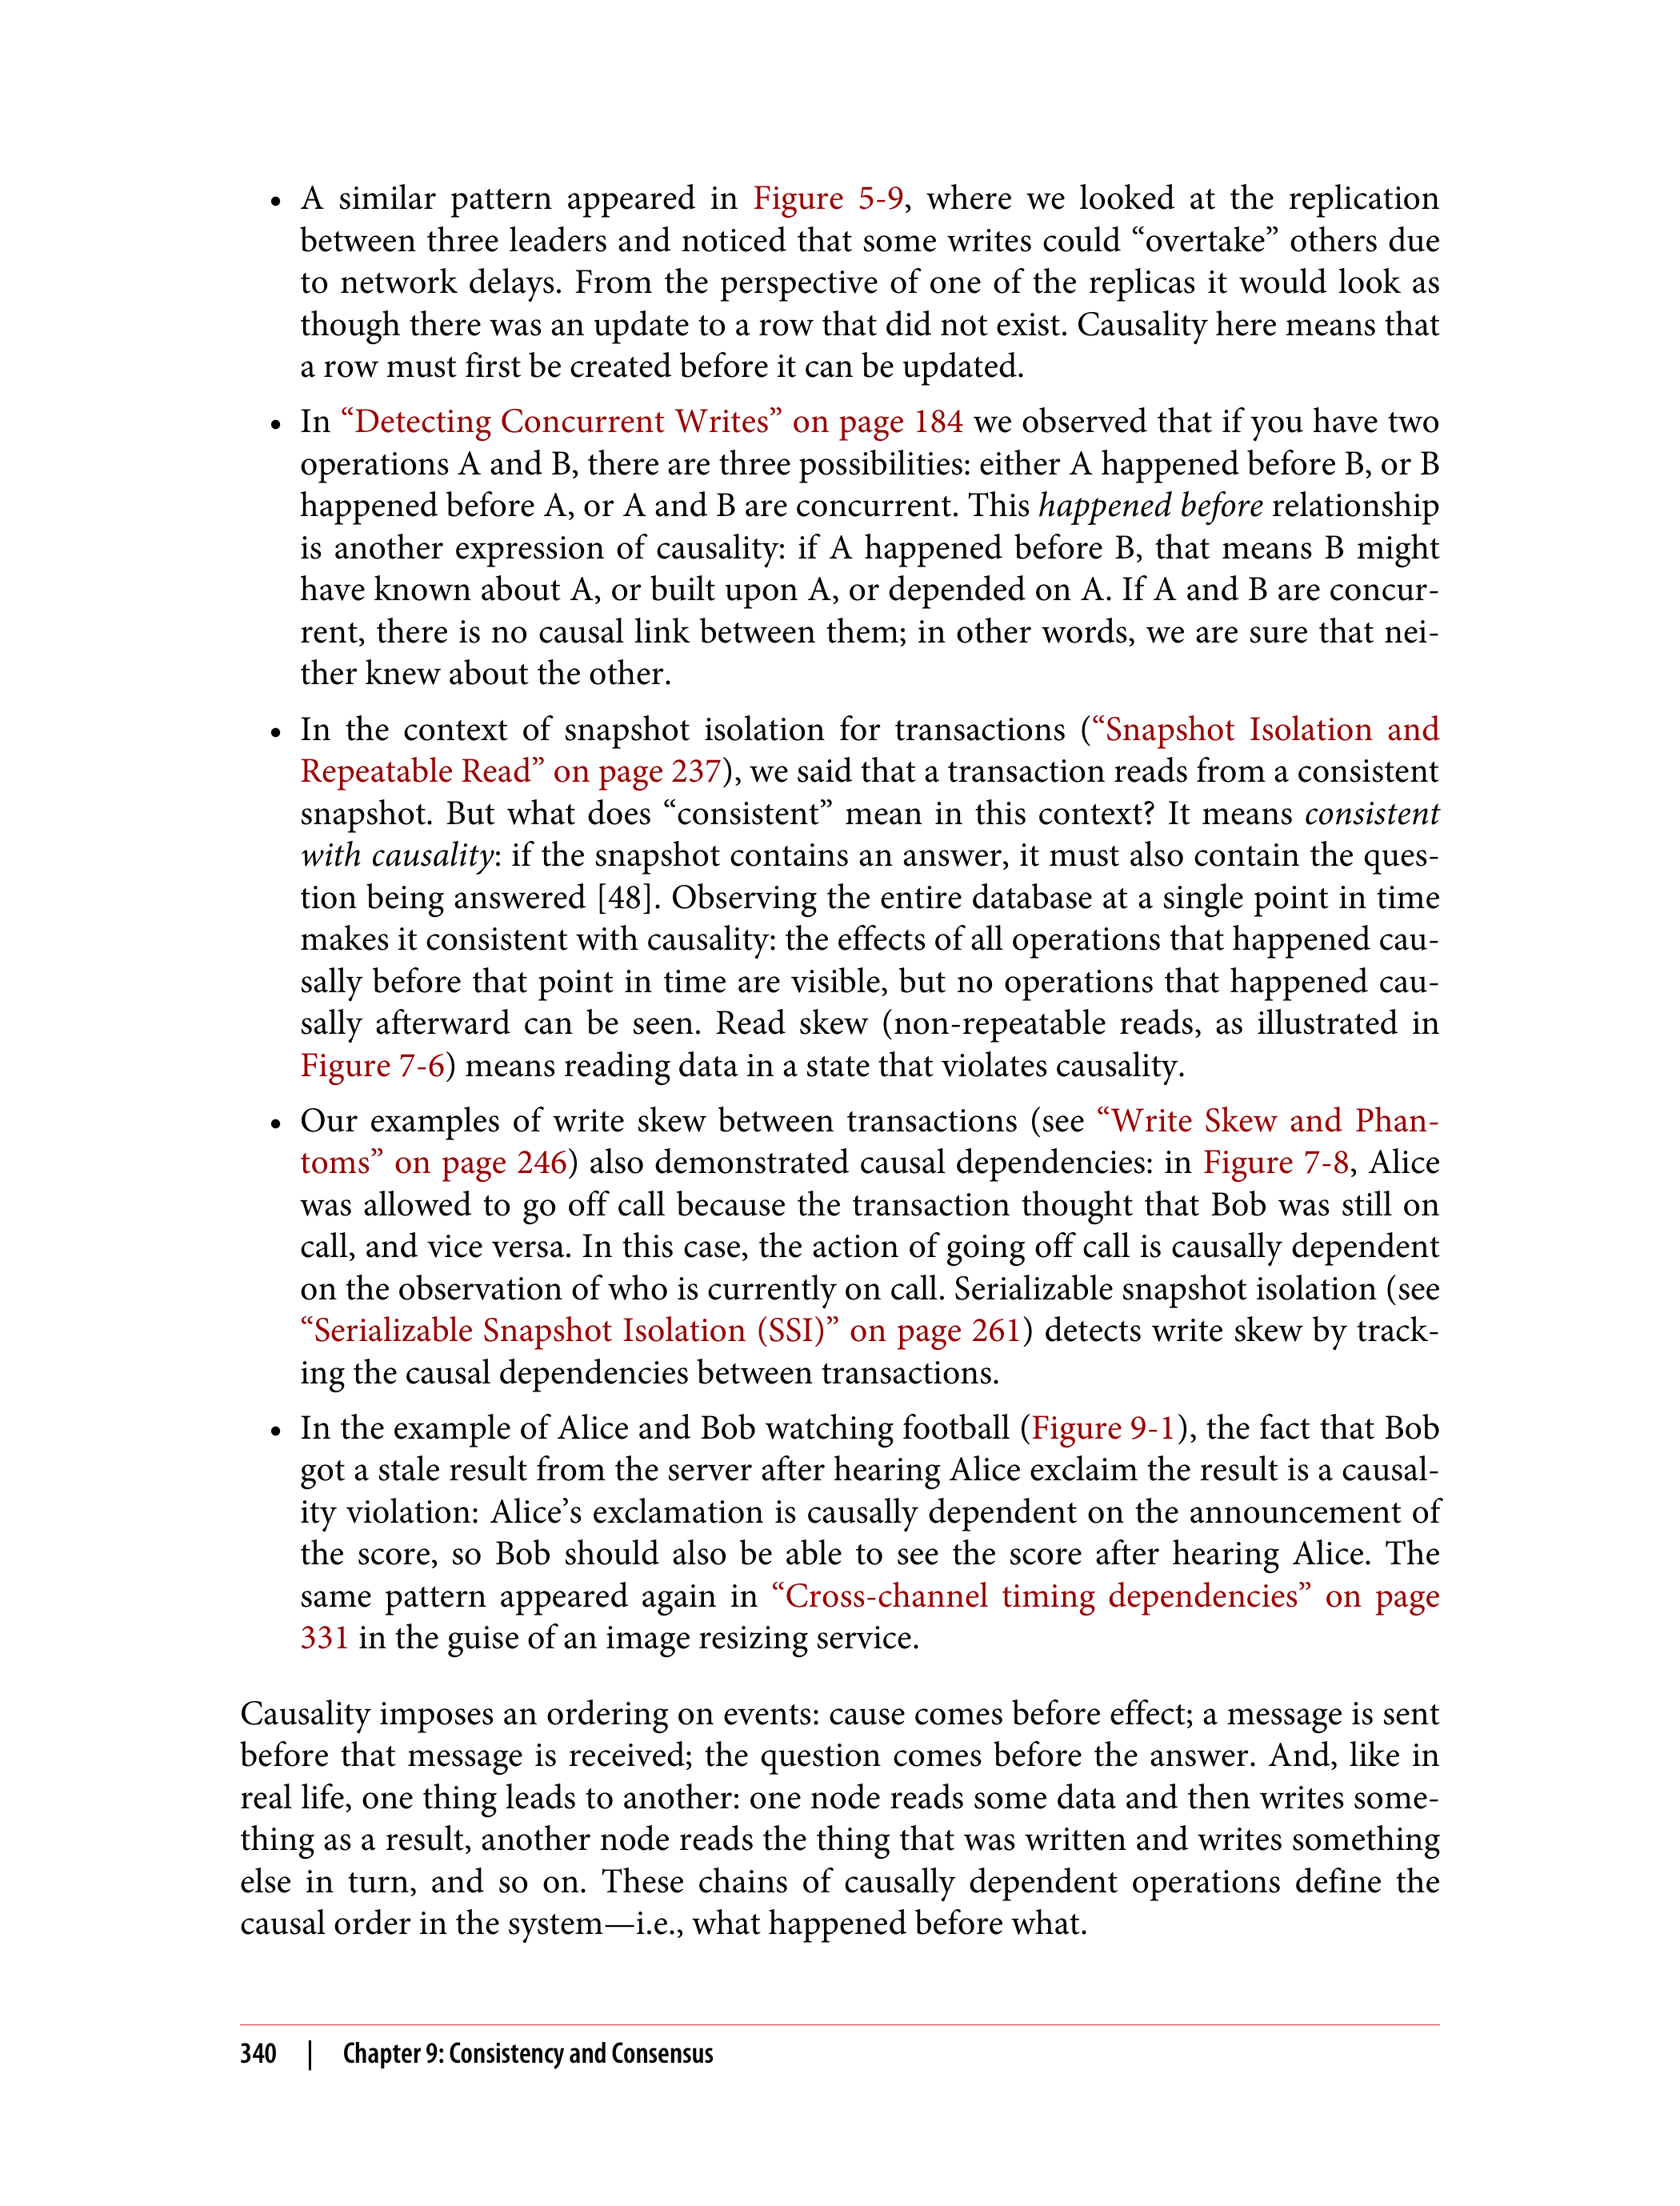 • A similar pattern appeared in Figure 5-9, where we looked at the replication
between three leaders and noticed that some writes could “overtake” others due
to network delays. From the perspective of one of the replicas it would look as
though there was an update to a row that did not exist. Causality here means that
a row must first be created before it can be updated.
• In “Detecting Concurrent Writes” on page 184 we observed that if you have two
operations A and B, there are three possibilities: either A happened before B, or B
happened before A, or A and B are concurrent. This happened before relationship
is another expression of causality: if A happened before B, that means B might
have known about A, or built upon A, or depended on A. If A and B are concur-
rent, there is no causal link between them; in other words, we are sure that nei-
ther knew about the other.
• In the context of snapshot isolation for transactions (“Snapshot Isolation and
Repeatable Read” on page 237), we said that a transaction reads from a consistent
snapshot. But what does “consistent” mean in this context? It means consistent
with causality: if the snapshot contains an answer, it must also contain the ques-
tion being answered [48]. Observing the entire database at a single point in time
makes it consistent with causality: the effects of all operations that happened cau-
sally before that point in time are visible, but no operations that happened cau-
sally afterward can be seen. Read skew (non-repeatable reads, as illustrated in
Figure 7-6) means reading data in a state that violates causality.
• Our examples of write skew between transactions (see “Write Skew and Phan-
toms” on page 246) also demonstrated causal dependencies: in Figure 7-8, Alice
was allowed to go off call because the transaction thought that Bob was still on
call, and vice versa. In this case, the action of going off call is causally dependent
on the observation of who is currently on call. Serializable snapshot isolation (see
“Serializable Snapshot Isolation (SSI)” on page 261) detects write skew by track-
ing the causal dependencies between transactions.
• In the example of Alice and Bob watching football (Figure 9-1), the fact that Bob
got a stale result from the server after hearing Alice exclaim the result is a causal-
ity violation: Alice’s exclamation is causally dependent on the announcement of
the score, so Bob should also be able to see the score after hearing Alice. The
same pattern appeared again in “Cross-channel timing dependencies” on page
331 in the guise of an image resizing service.
Causality imposes an ordering on events: cause comes before effect; a message is sent
before that message is received; the question comes before the answer. And, like in
real life, one thing leads to another: one node reads some data and then writes some-
thing as a result, another node reads the thing that was written and writes something
else in turn, and so on. These chains of causally dependent operations define the
causal order in the system—i.e., what happened before what.
340 | Chapter 9: Consistency and Consensus